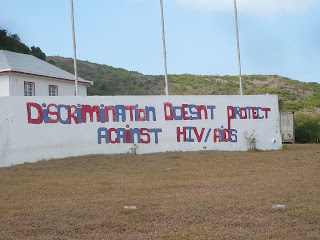 Discrimination Doesn't protect
against HIV/AIDS